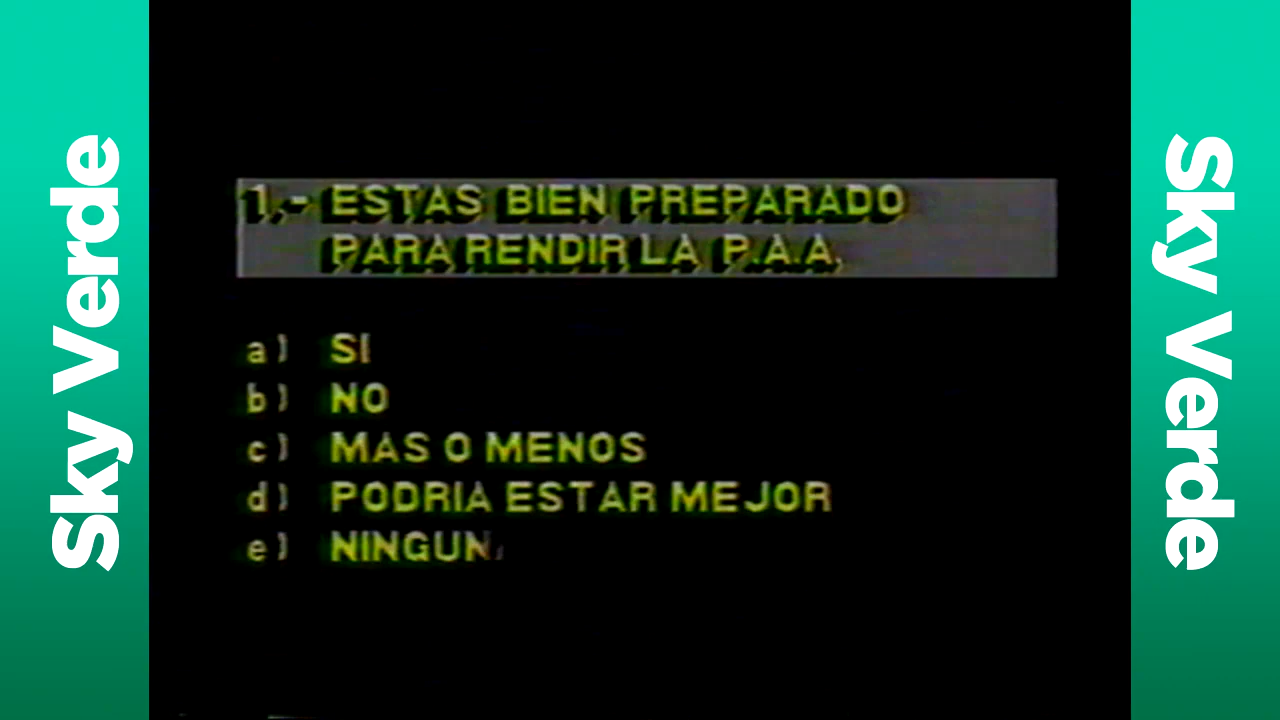 Sky Verde
1.- ESTAS BIEN PREPARADO
PARA RENDIR LA P.A.A.
a) SI
b) NO
c) MAS O MENOS
d) PODRIA ESTAR MEJOR
e) NINGUN
Sky Verde